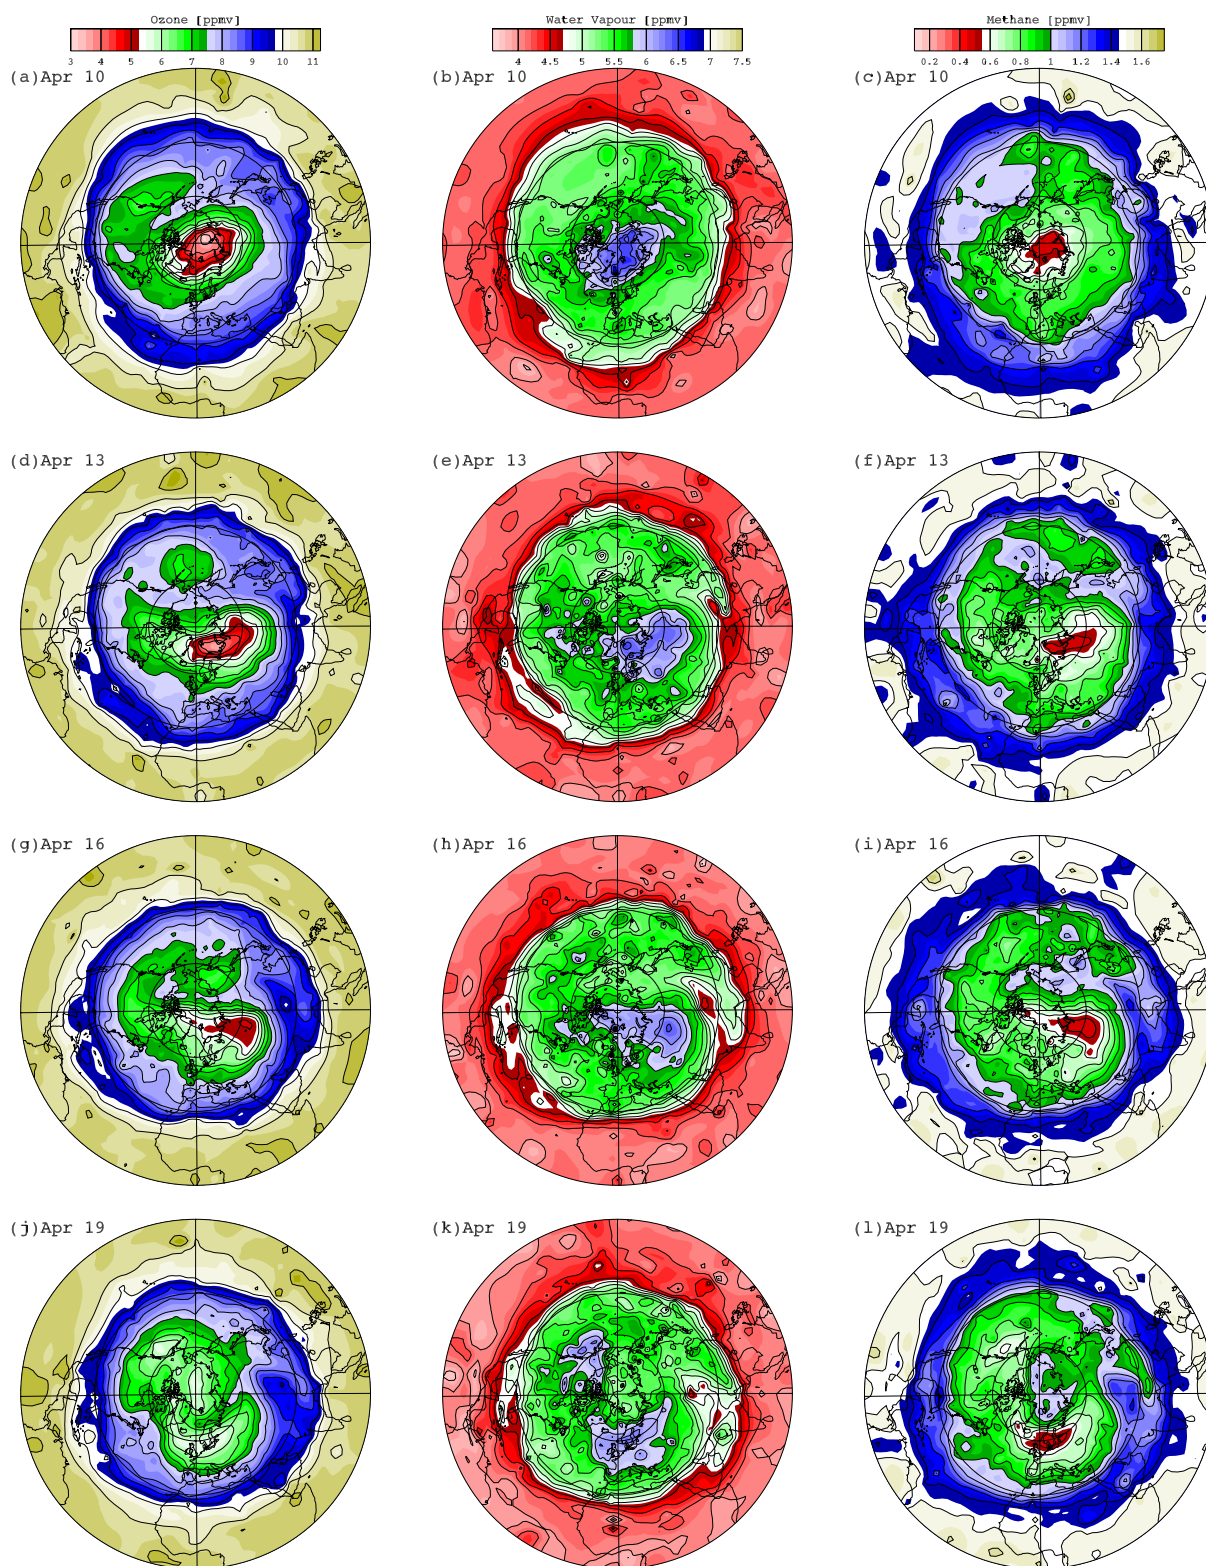 Ozone [ppmv]
3 4 5 6 7 8 9 10 11
Water Vapour [ppmv]
4 4.5 5 5.5 6 6.5 7 7.5
Methane [ppmv]
0.2 0.4 0.6 0.8 1 1.2 1.4 1.6
(a)Apr 10
(b)Apr 10
(c)Apr 10
(d)Apr 13
(e)Apr 13
(f)Apr 13
(g)Apr 16
(h)Apr 16
(i)Apr 16
(j)Apr 19
(k)Apr 19
(l)Apr 19